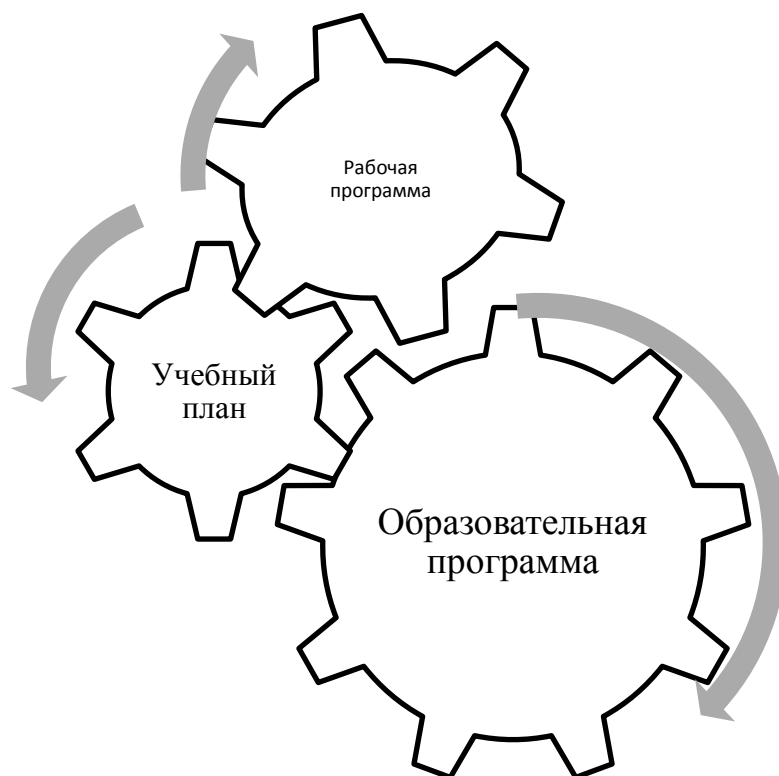 Рабочая
программа
Учебный
план
Образовательная
программа